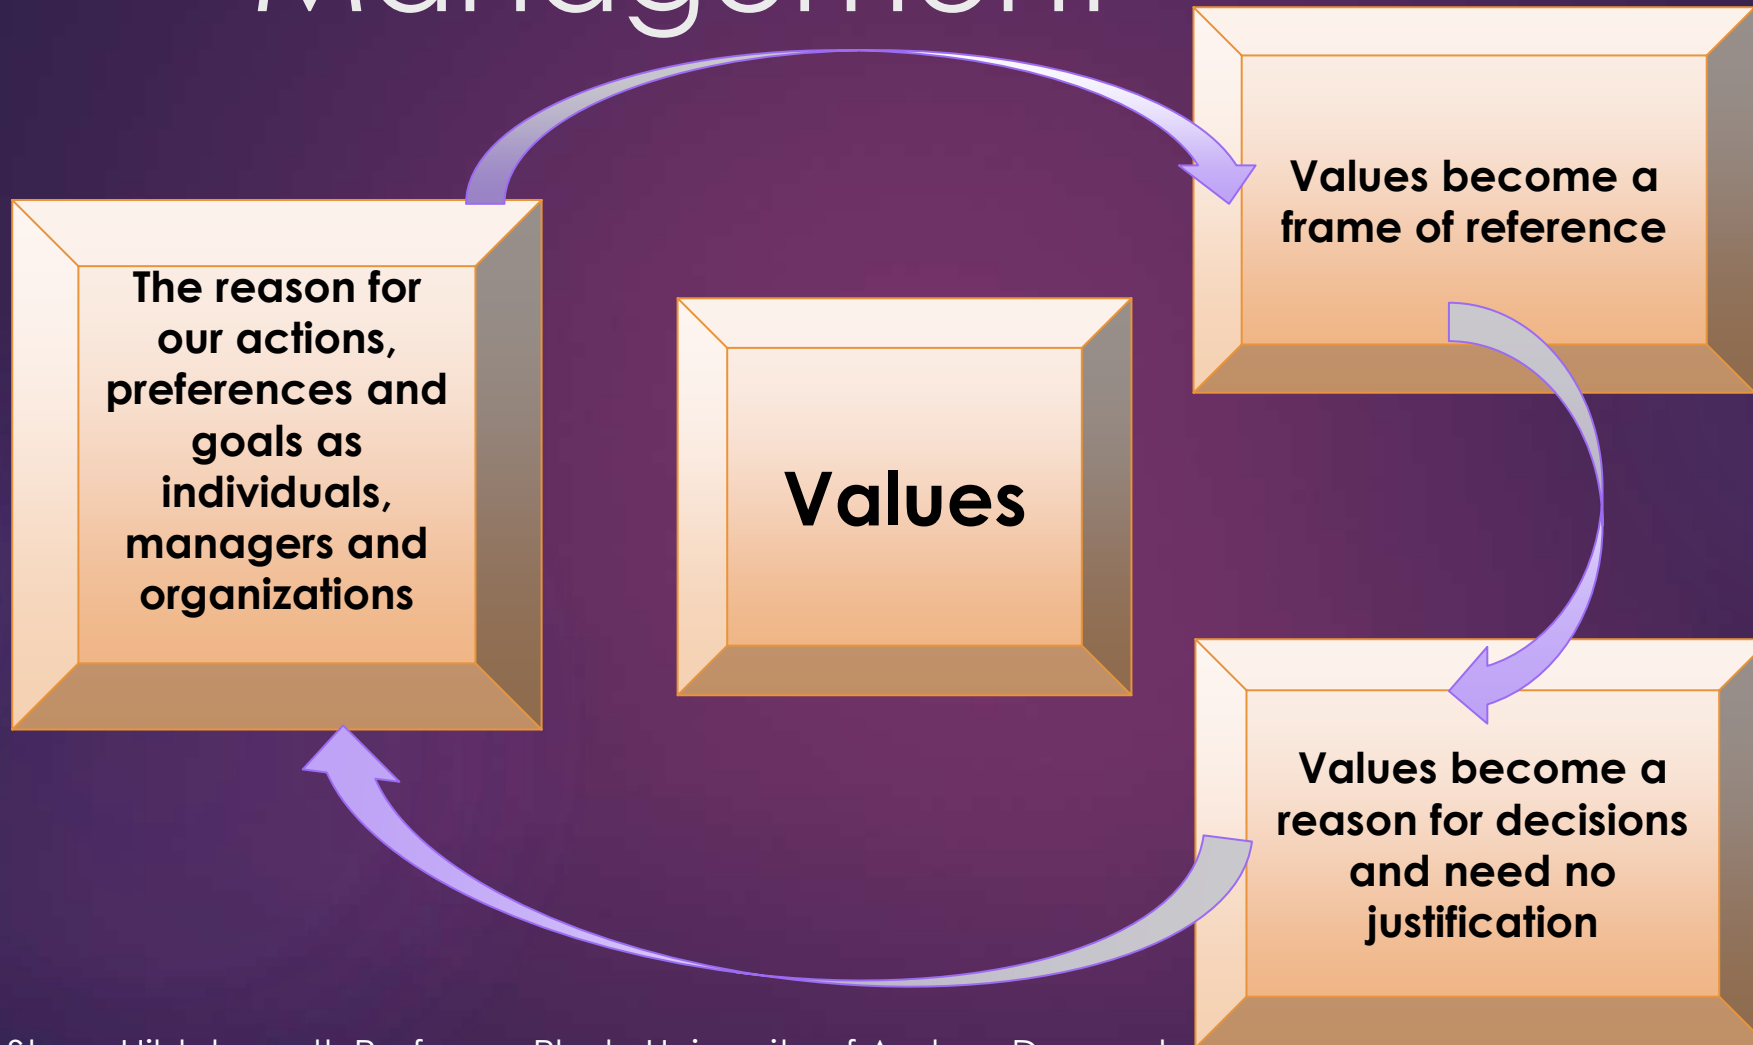 Management
The reason for
our actions,
preferences and
goals as
individuals,
managers and
organizations
Values
Values become a
frame of reference
Values become a
reason for decisions
and need no
justification